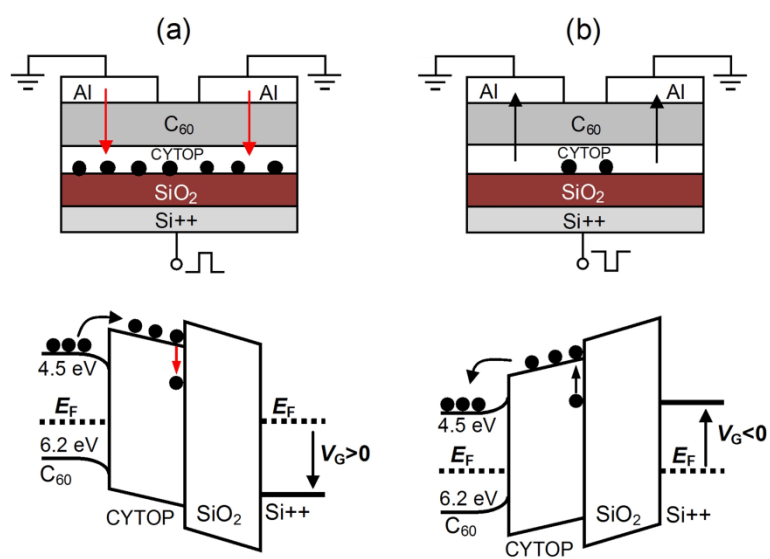 (a)
(b)
Al
Al
C60
CYTOP
SiO2
Si++
Al
Al
C60
CYTOP
SiO2
Si++
4.5 eV
EF
6.2 eV
C60
CYTOP
SiO2
EF
VG>0
Si++
4.5 eV
EF
6.2 eV
C60
CYTOP
SiO2
EF
VG<0
Si++